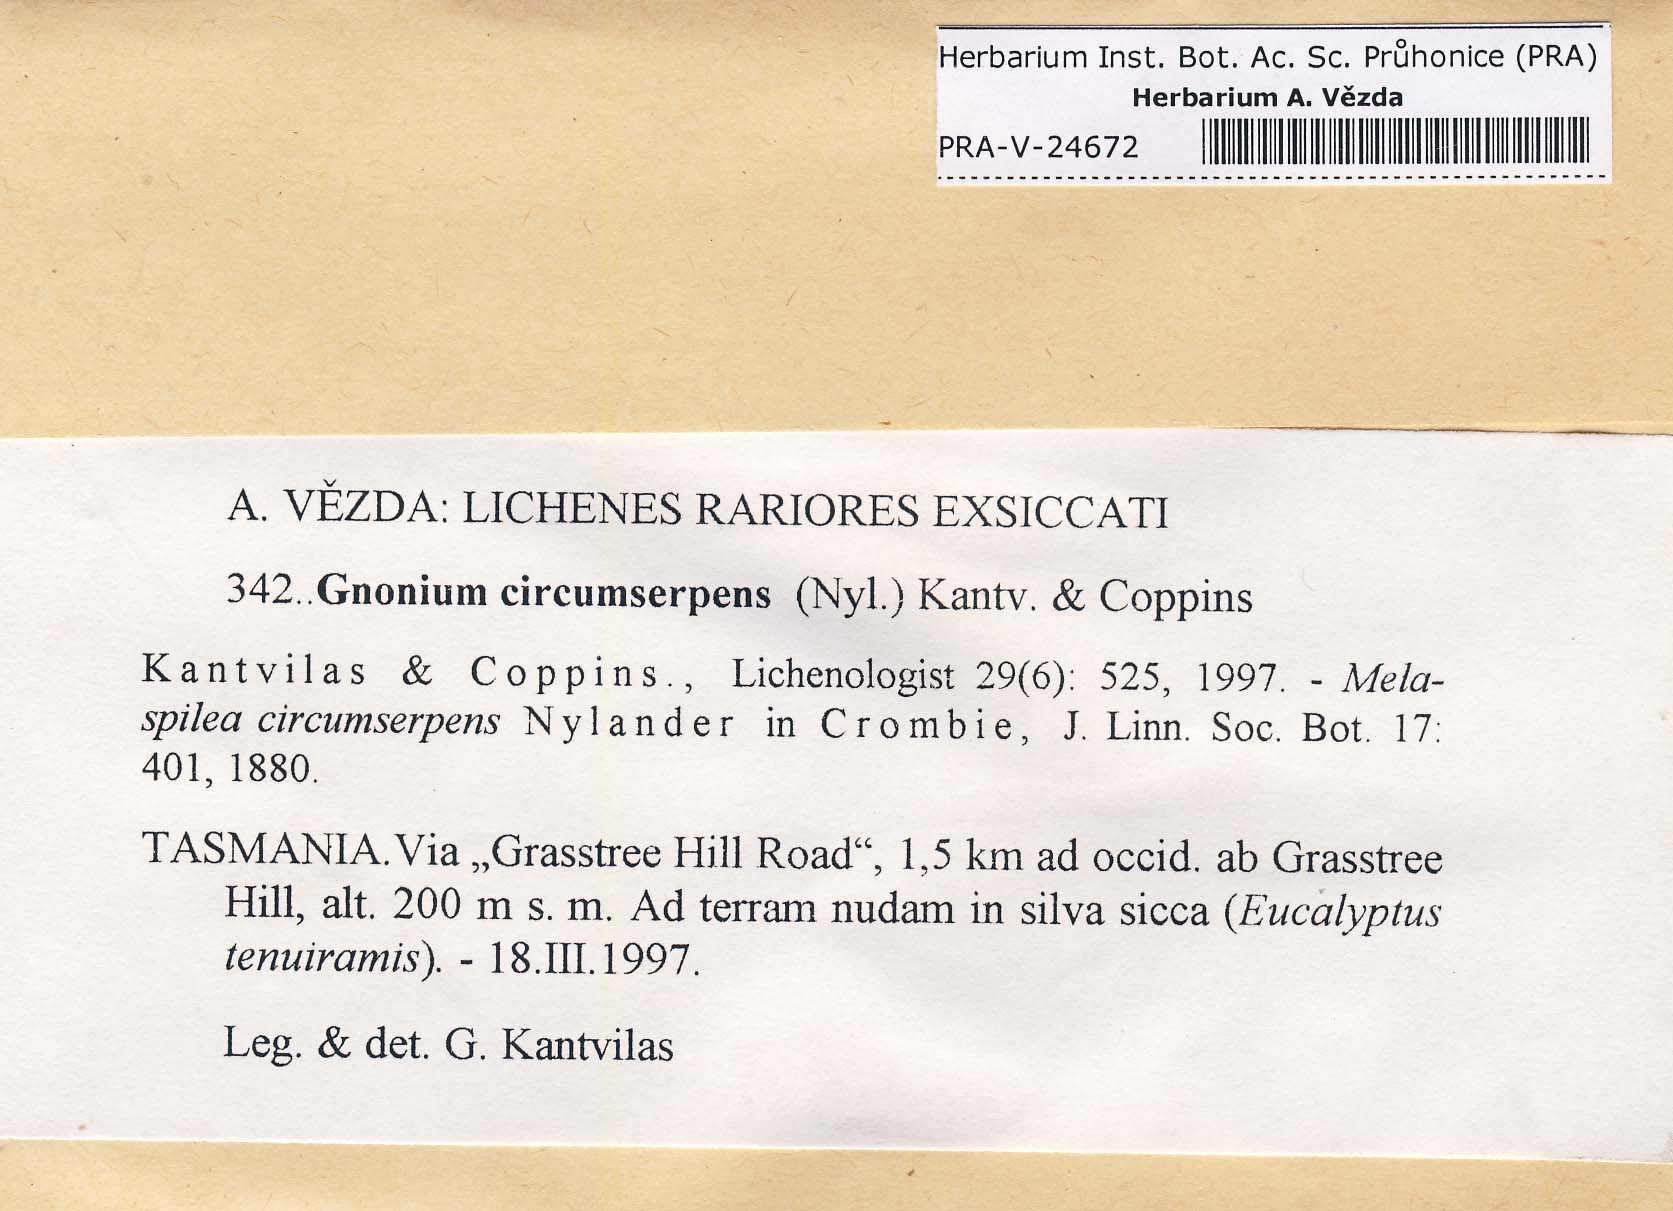 Herbarium Inst. Bot. Ac. Sc. Průhonice (PRA)
Herbarium A. Vězda
PRA-V-24672
A. VĚZDA: LICHENES RARIORES EXSICCATI
342..Gnonium circumserpens (Nyl.) Kantv. & Coppins
Kantvilas & Coppins., Lichenologist 29(6): 525, 1997. - Mela-
spilea circumserpens Nylander in Crombie, J. Linn. Soc. Bot. 17:
401, 1880.
TASMANIA. Via „Grasstree Hill Road“, 1,5 km ad occid. ab Grasstree
Hill, alt. 200 m s. m. Ad terram nudam in silva sicca (Eucalyptus
tenuiramis). - 18.III.1997.
Leg. & det. G. Kantvilas